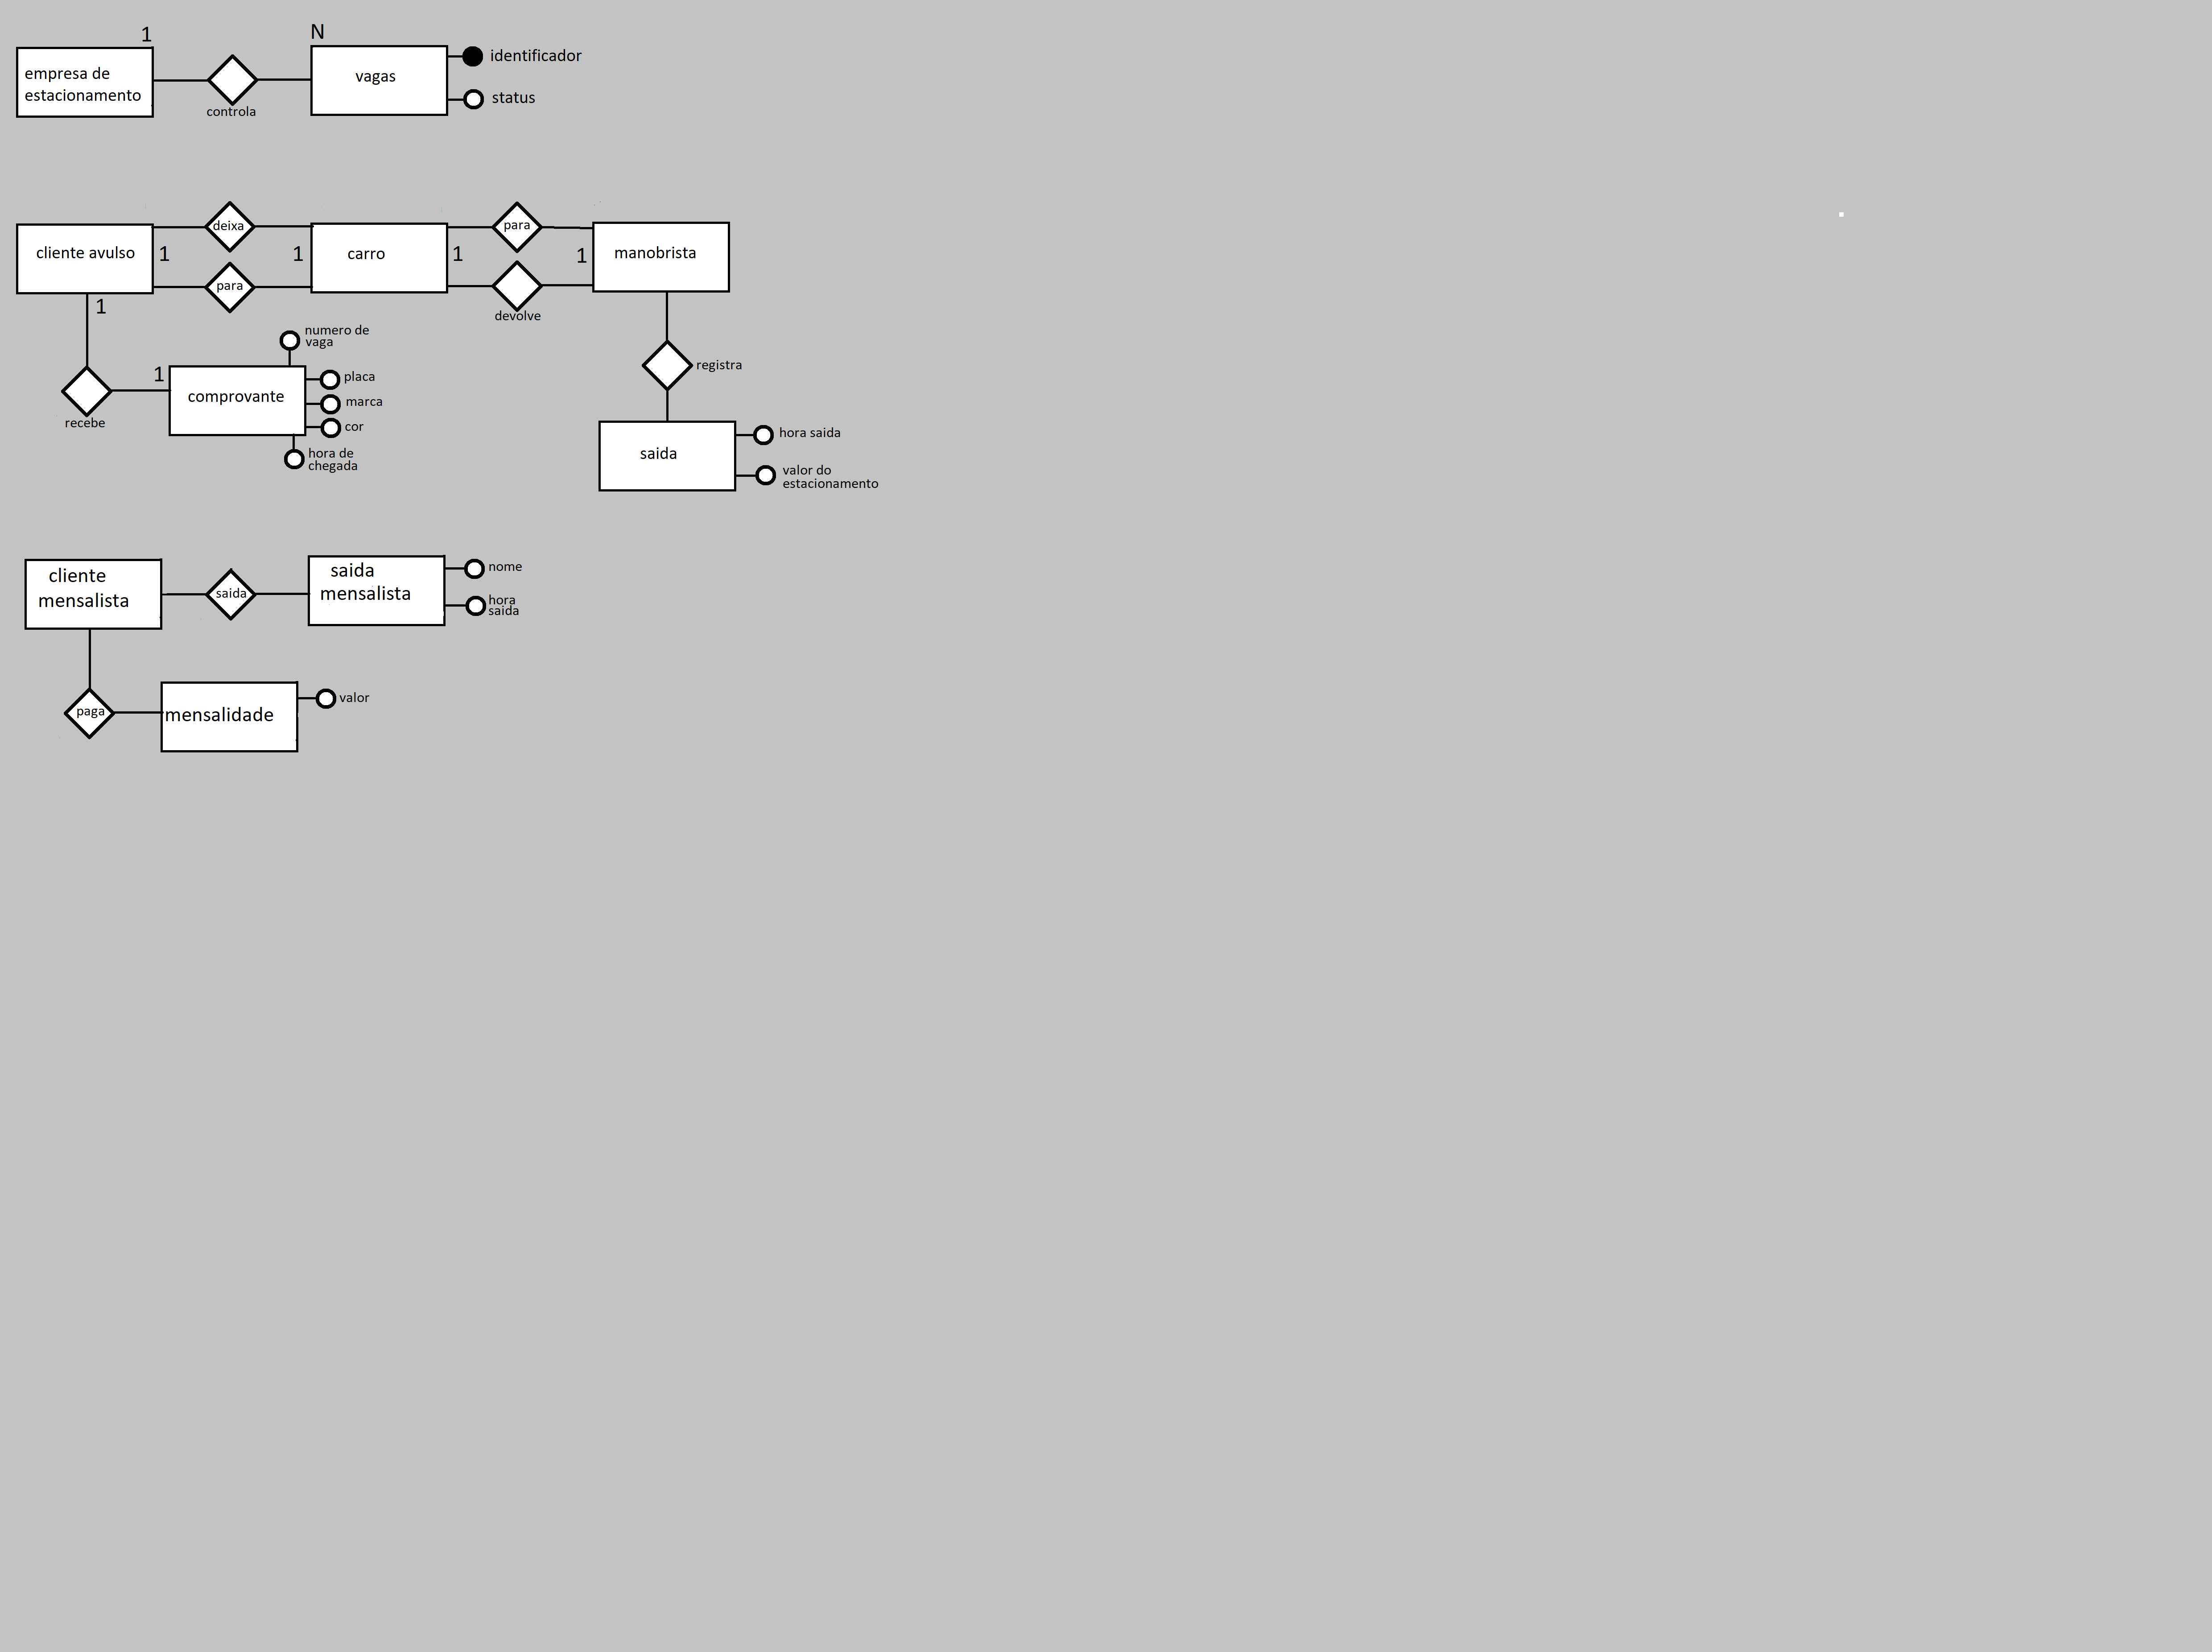 1
N
empresa de
estacionamento
controla
vagas
identificador
status
cliente avulso
1
deixa
para
1
carro
1
para
devolve
1
manobrista
1
recebe
1
comprovante
numero de
vaga
placa
marca
cor
hora de
chegada
registra
saida
hora saida
valor do
estacionamento
cliente
mensalista
saida
saida
mensalista
nome
hora
saida
paga
mensalidade
valor